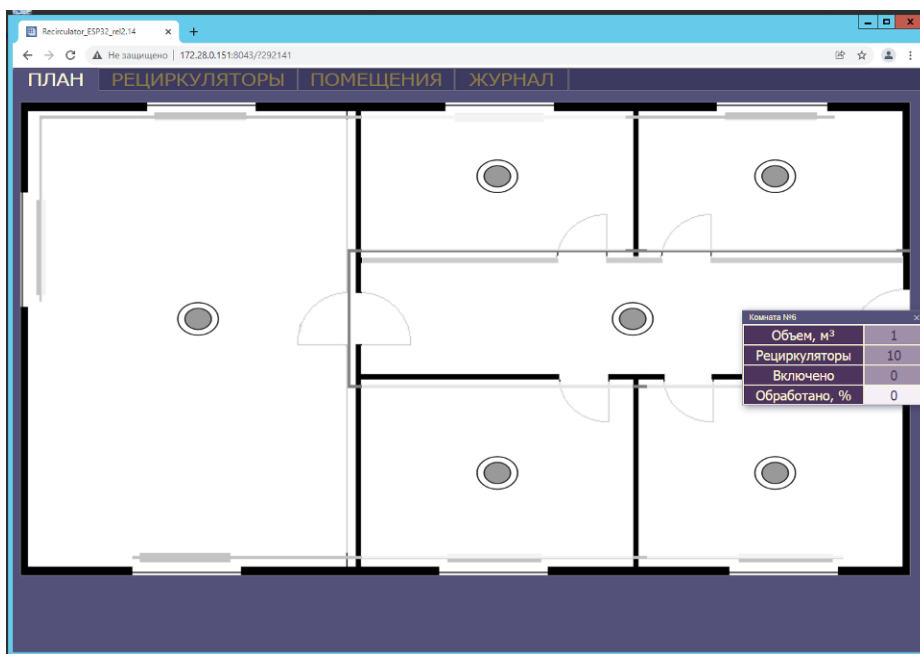 Recirculator_ESP32_rel2.14
Не защищено | 172.28.0.151:8043/?292141
ПЛАН РЕЦИРКУЛЯТОРЫ ПОМЕЩЕНИЯ ЖУРНАЛ
Комната №6
Объем, м³ 1
Рециркуляторы 10
Включено 0
Обработано, % 0